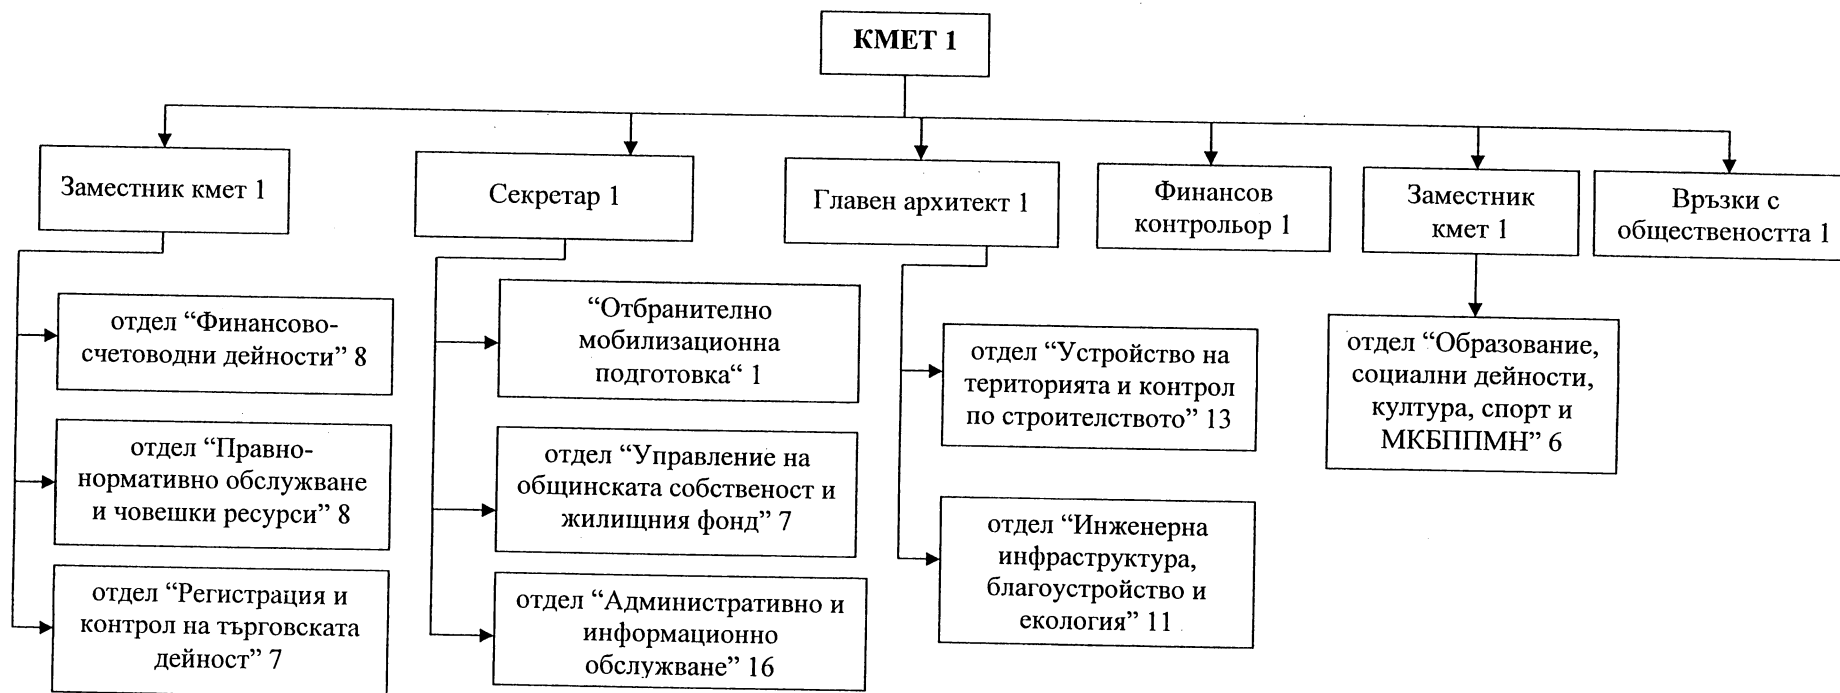 КМЕТ 1
Заместник кмет 1
Секретар 1
Главен архитект 1
Финансов
контрольор 1
Заместник
кмет 1
Връзки с
обществеността 1
отдел “Финансово-
счетоводни дейности” 8
отдел “Правно-
нормативно обслужване
и човешки ресурси” 8
отдел “Регистрация и
контрол на търговската
дейност” 7
“Отбранително
мобилизационна
подготовка“ 1
отдел “Управление на
общинската собственост и
жилищния фонд” 7
отдел “Административно и
информационно
обслужване” 16
отдел “Устройство на
територията и контрол
по строителството” 13
отдел “Инженерна
инфраструктура,
благоустройство и
екология” 11
отдел “Образование,
социални дейности,
култура, спорт и
МКБППМН” 6